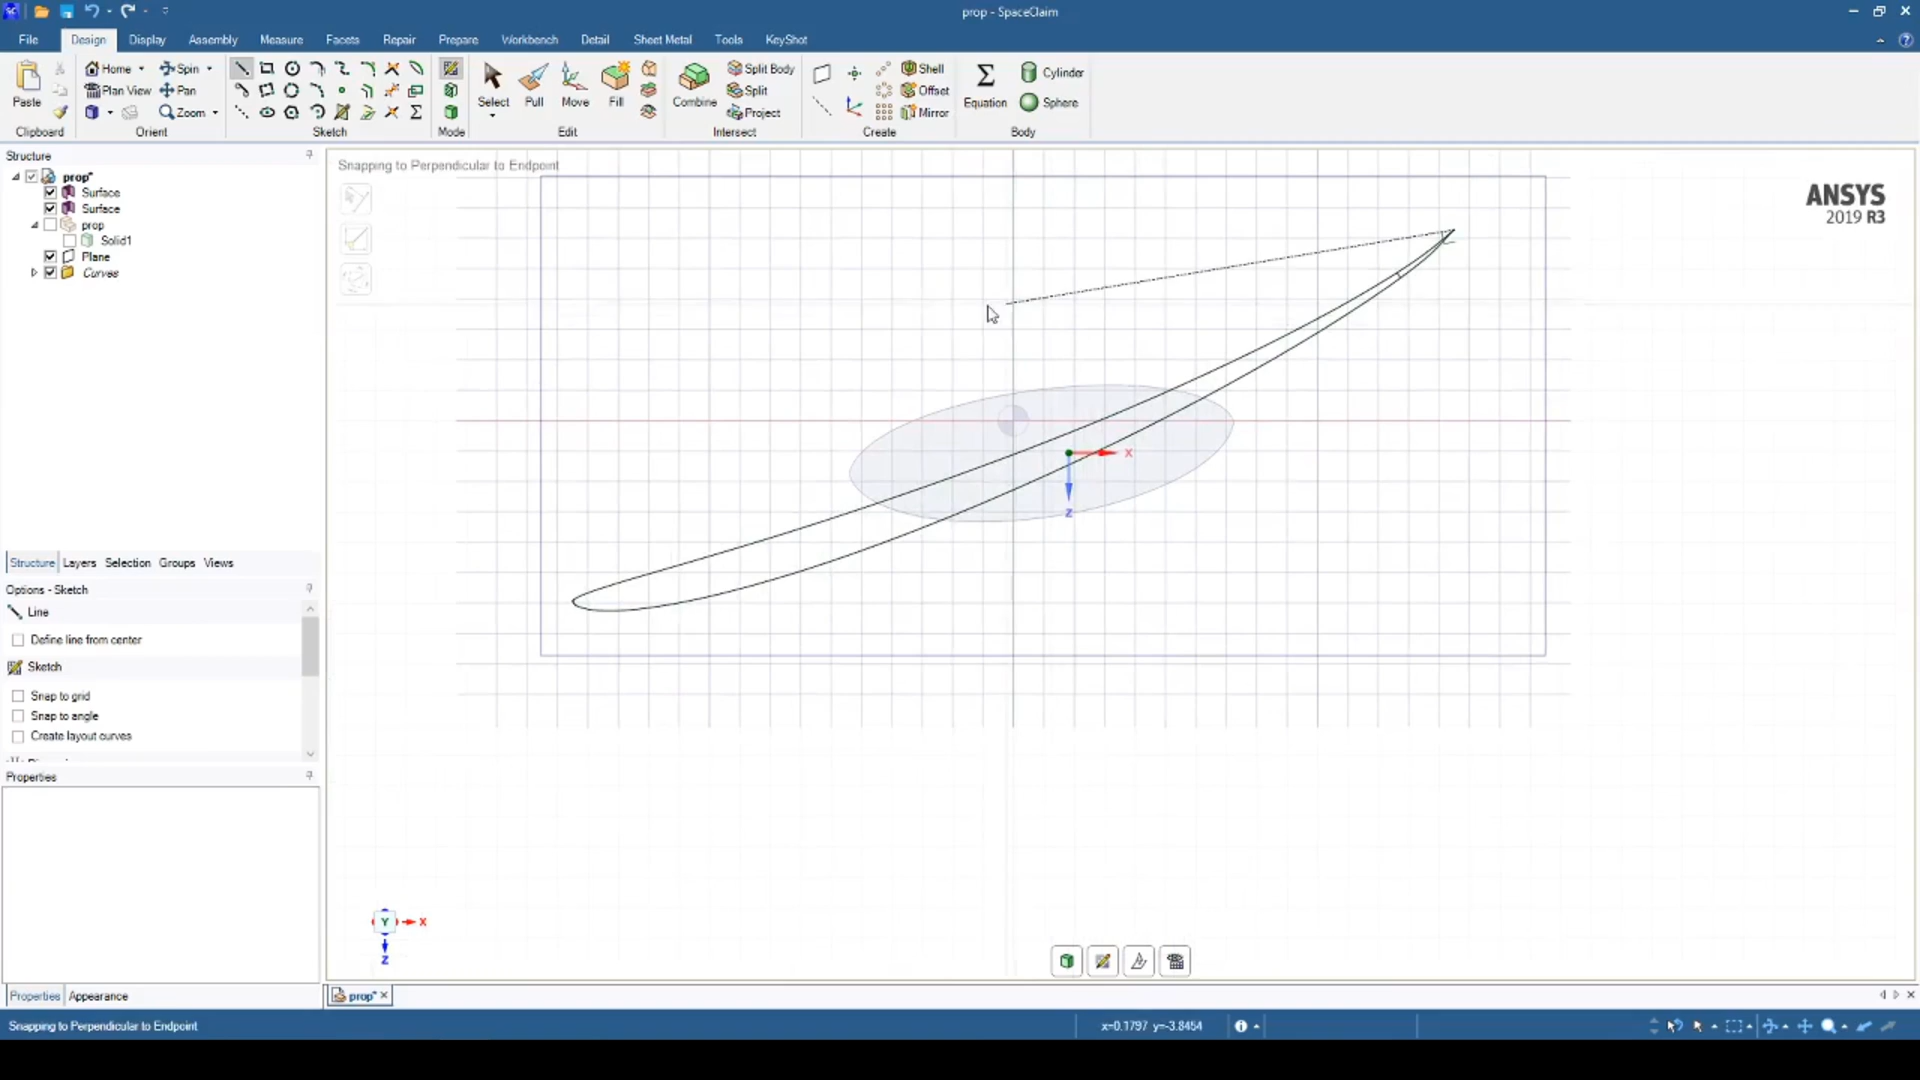 prop - SpaceClaim
File Design Display Assembly Measure Facets Repair Prepare Workbench Detail Sheet Metal Tools KeyShot
Paste
Home Spin
Plan View Pan
Zoom
Select Pull Move Fill
Combine
Split Body
Split
Project
Shell
Offset
Mirror
Equation
Cylinder
Sphere
Clipboard Orient Sketch Mode Edit Intersect Create Body
Structure
prop*
Surface
Surface
prop
Solid1
Plane
Curves
Structure Layers Selection Groups Views
Options - Sketch
Line
Define line from center
Sketch
Snap to grid
Snap to angle
Create layout curves
Properties
Properties Appearance
Snapping to Perpendicular to Endpoint
ANSYS
2019 R3
X
Z
Y X
Z
prop*
Snapping to Perpendicular to Endpoint
x=0.1797 y=-3.8454